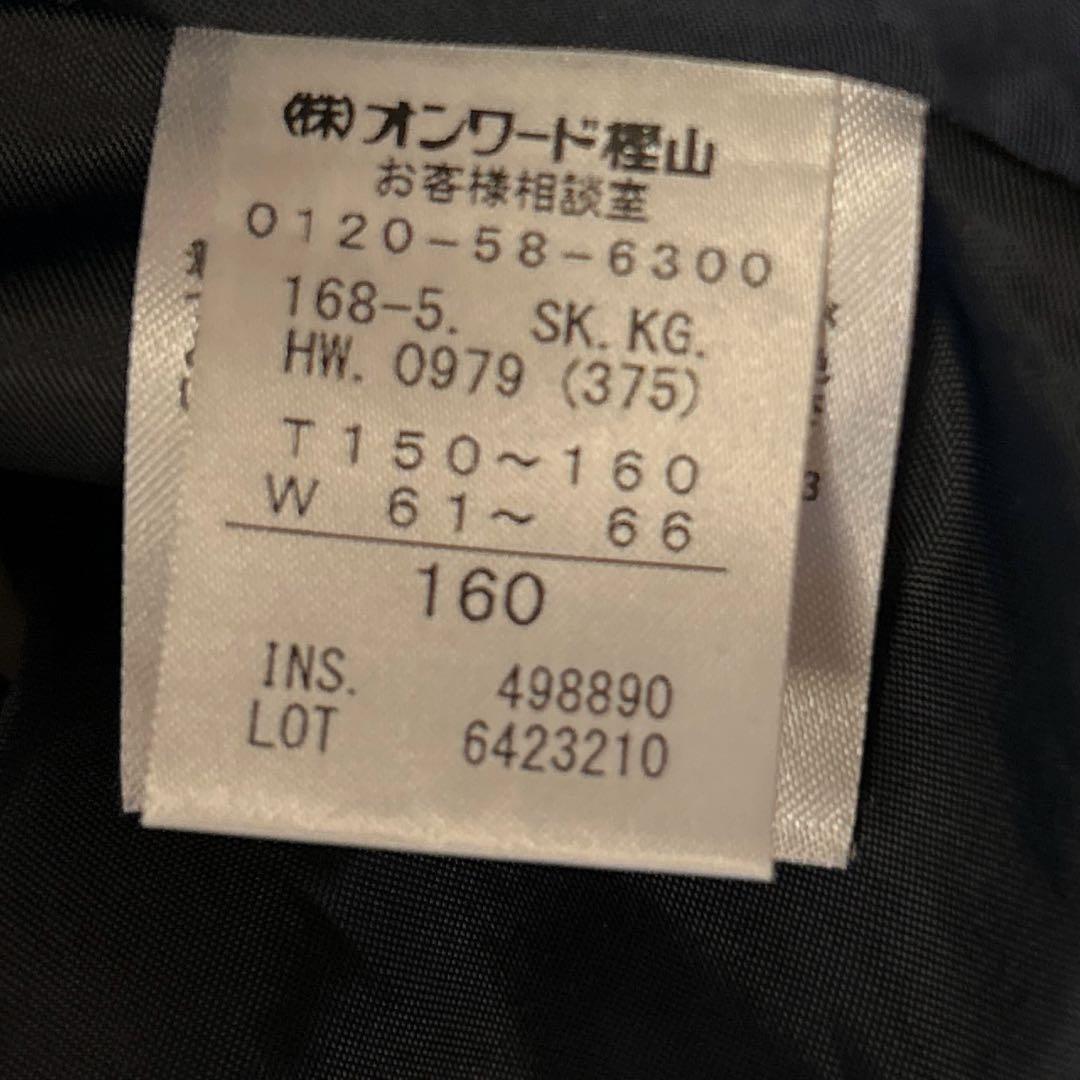 (株)オンワード樫山
お客様相談室
0120-58-6300
168-5. SK.KG.
HW. 0979 (375)
T150～160
W 61～ 66
160
INS. 498890
LOT 6423210